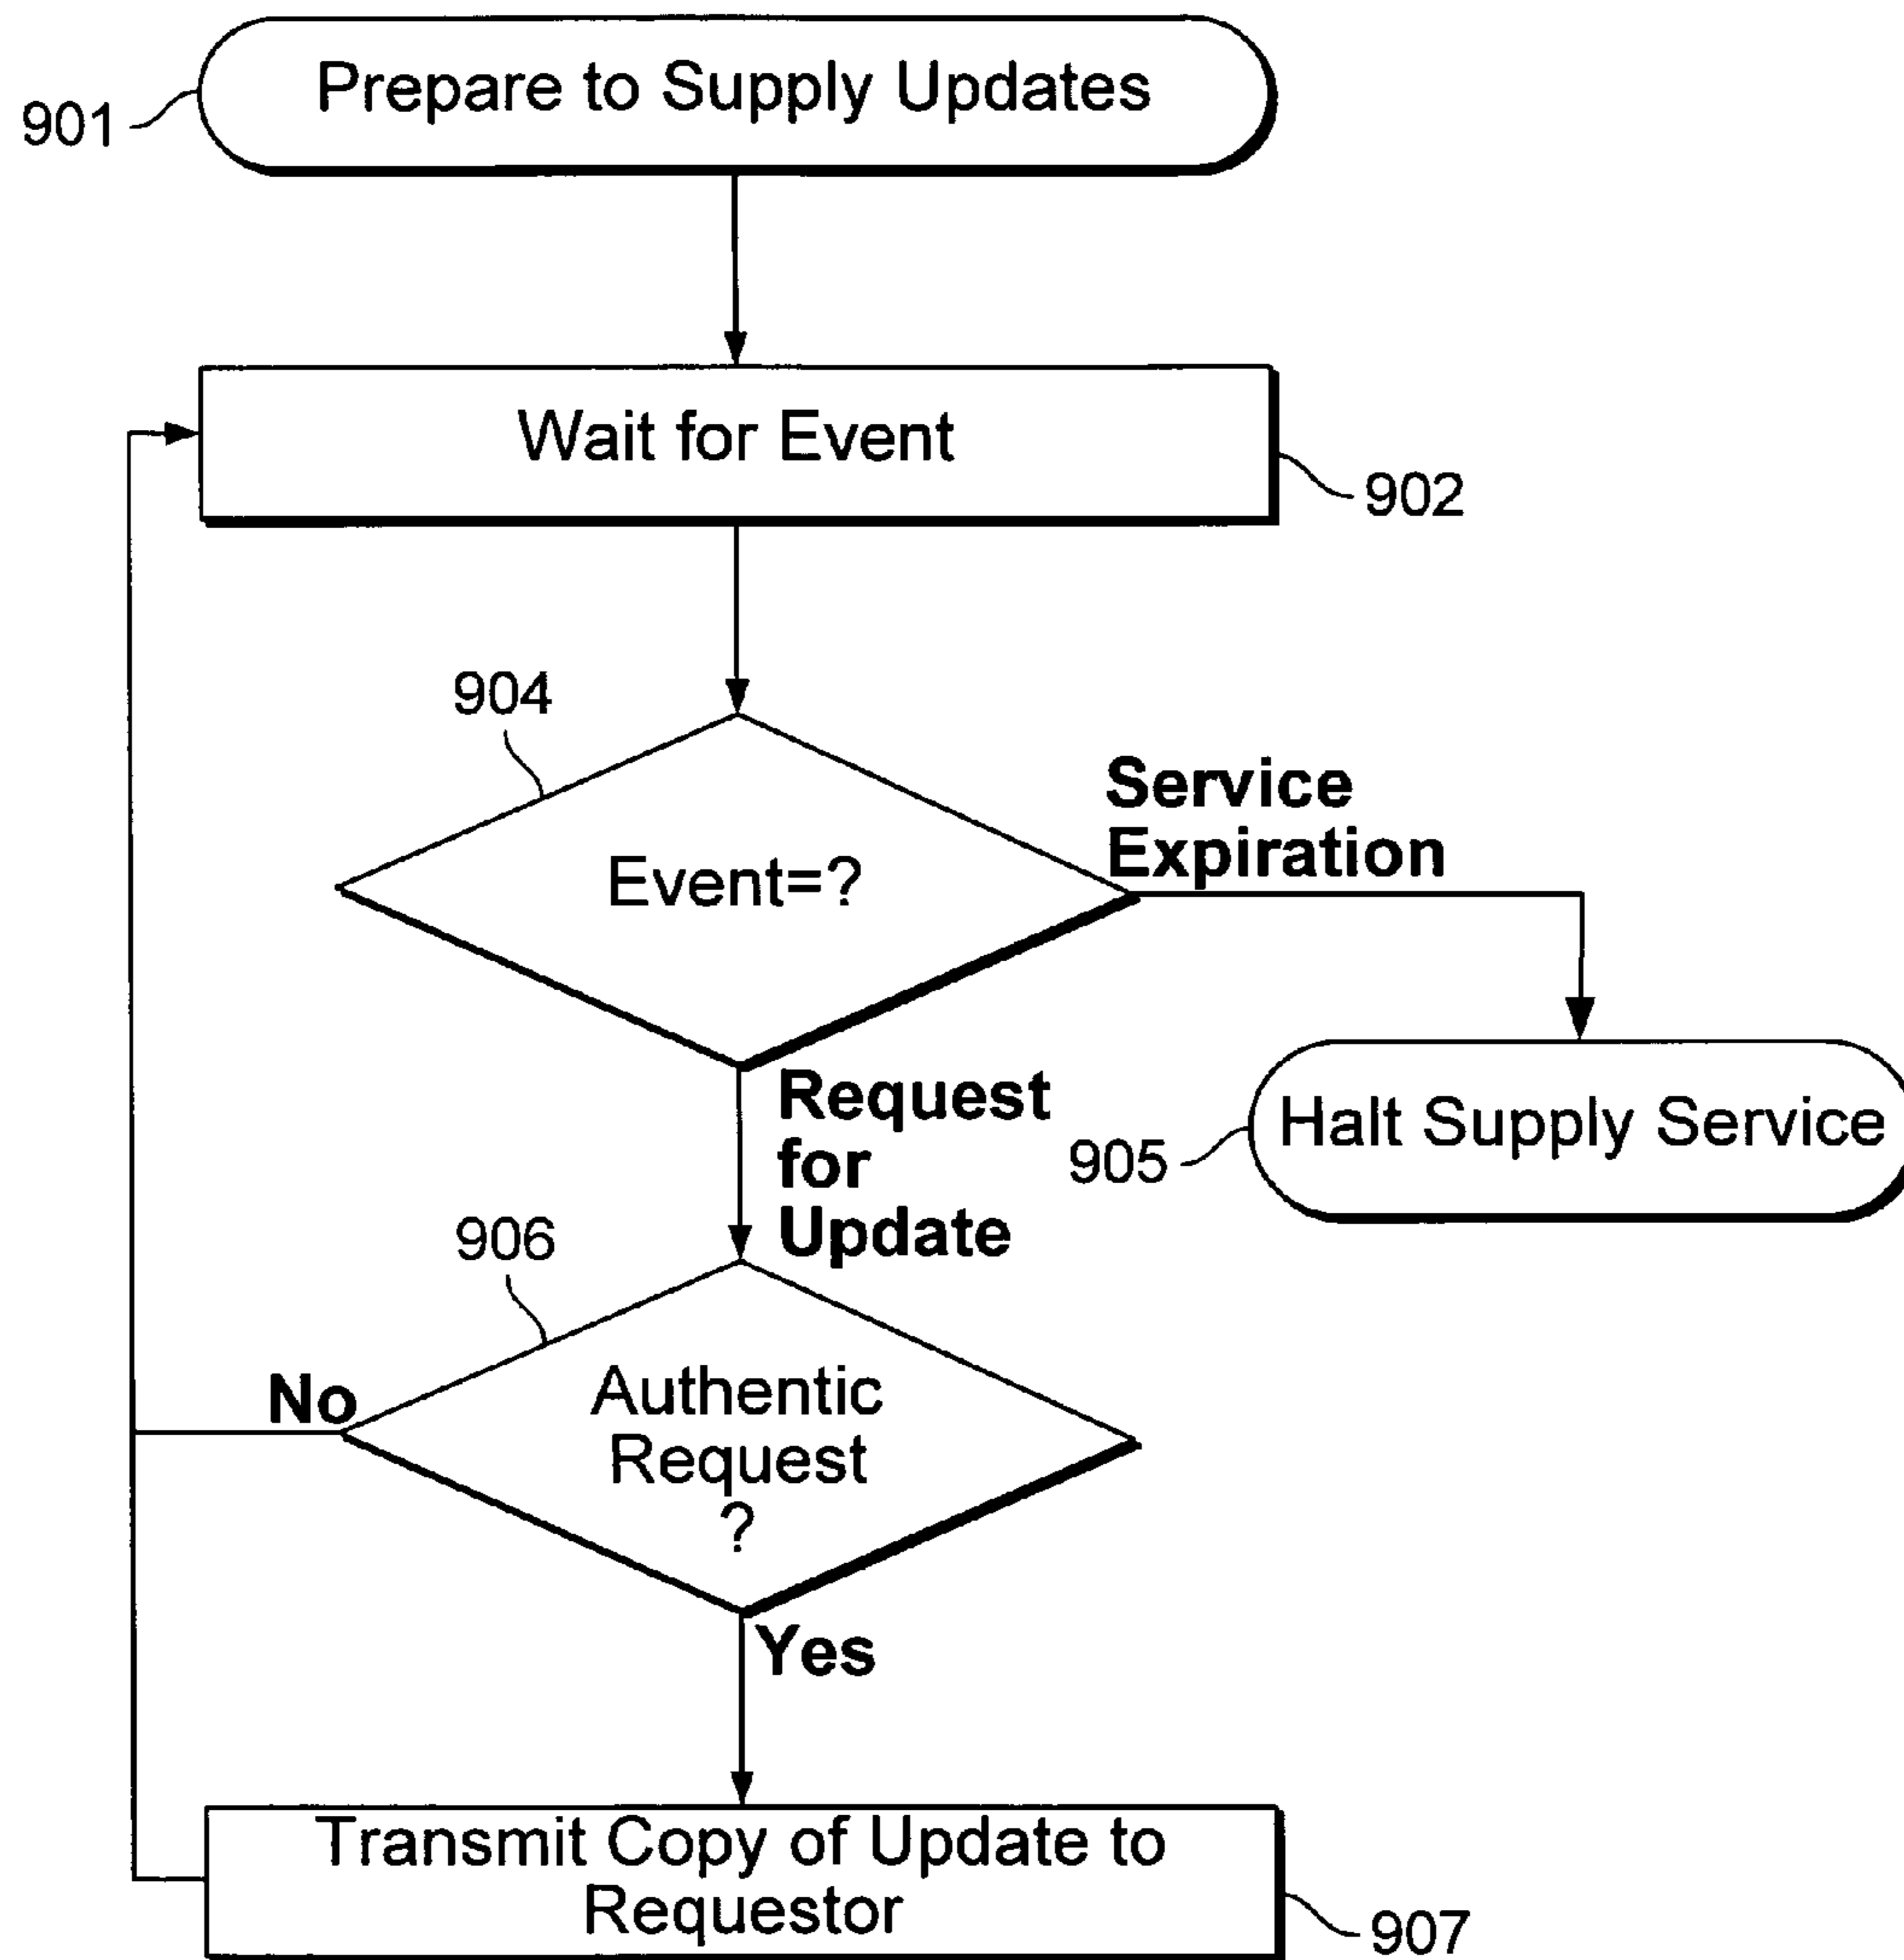 Prepare to Supply Updates
901
Wait for Event
902
904
Event=?
Service
Expiration
Request
for
Update
905
Halt Supply Service
906
No
Authentic
Request
?
Yes
Transmit Copy of Update to
Requestor
907